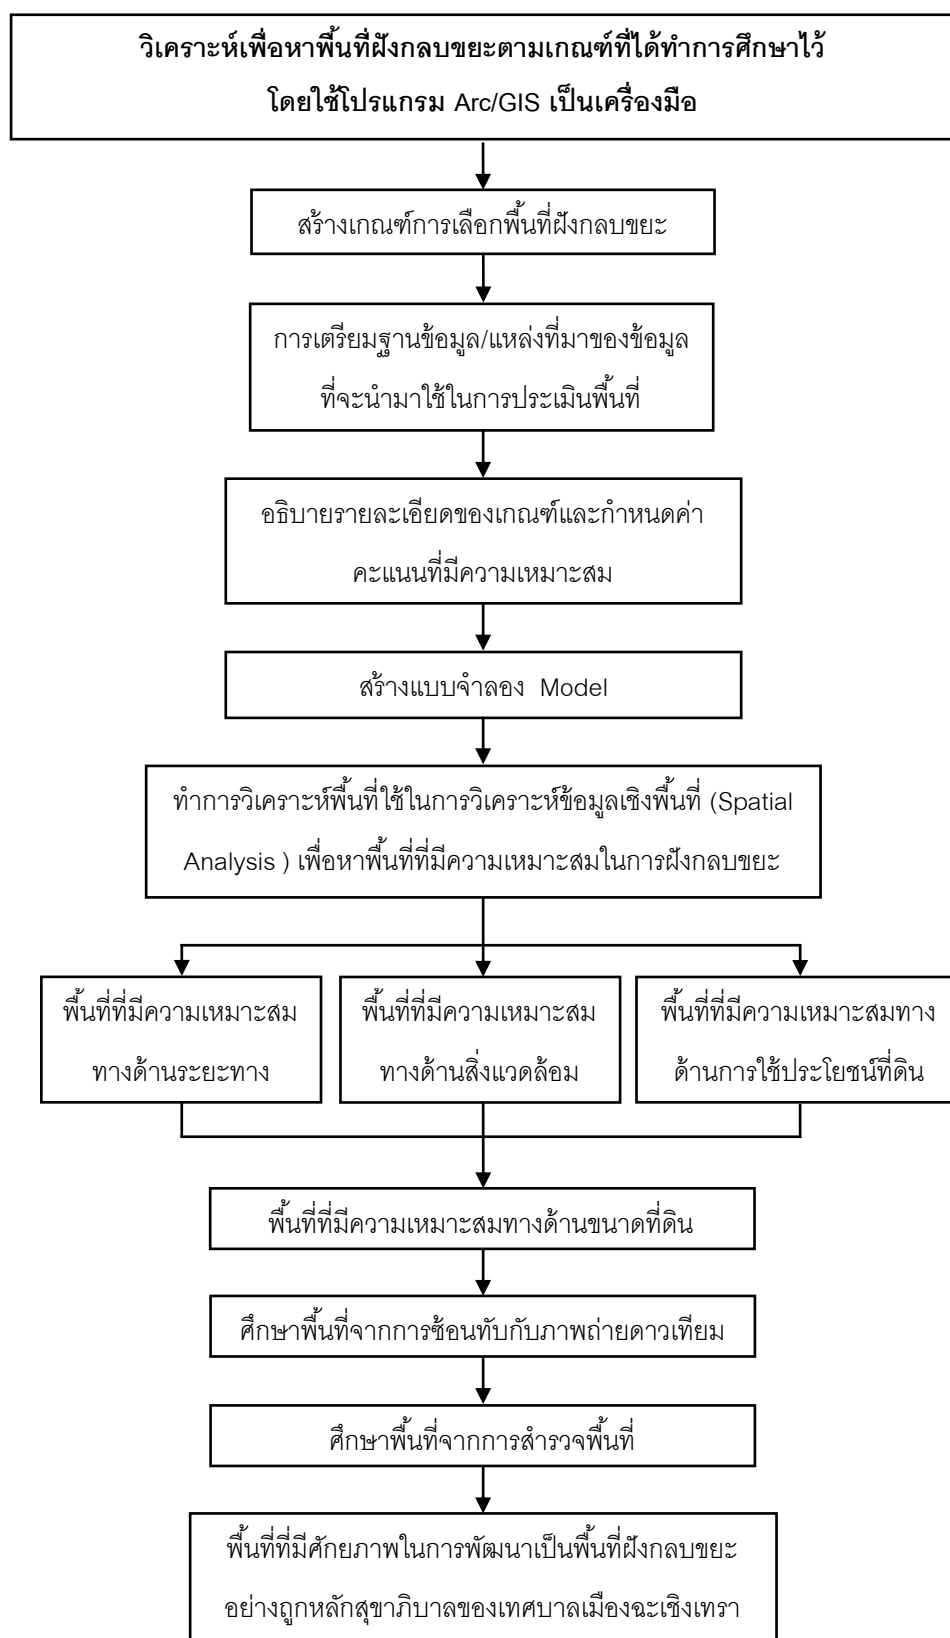 วิเคราะห์เพื่อหาพื้นที่ฝังกลบขยะตามเกณฑ์ที่ได้ทำการศึกษาไว้
โดยใช้โปรแกรม Arc/GIS เป็นเครื่องมือ
สร้างเกณฑ์การเลือกพื้นที่ฝังกลบขยะ
การเตรียมฐานข้อมูล/แหล่งที่มาของข้อมูล
ที่จะนำมาใช้ในการประเมินพื้นที่
อธิบายรายละเอียดของเกณฑ์และกำหนดค่า
คะแนนที่มีความเหมาะสม
สร้างแบบจำลอง Model
ทำการวิเคราะห์พื้นที่ใช้ในการวิเคราะห์ข้อมูลเชิงพื้นที่ (Spatial
Analysis ) เพื่อหาพื้นที่ที่มีความเหมาะสมในการฝังกลบขยะ
พื้นที่ที่มีความเหมาะสม
ทางด้านระยะทาง
พื้นที่ที่มีความเหมาะสม
ทางด้านสิ่งแวดล้อม
พื้นที่ที่มีความเหมาะสมทาง
ด้านการใช้ประโยชน์ที่ดิน
พื้นที่ที่มีความเหมาะสมทางด้านขนาดที่ดิน
ศึกษาพื้นที่จากการซ้อนทับกับภาพถ่ายดาวเทียม
ศึกษาพื้นที่จากการสำรวจพื้นที่
พื้นที่ที่มีศักยภาพในการพัฒนาเป็นพื้นที่ฝังกลบขยะ
อย่างถูกหลักสุขาภิบาลของเทศบาลเมืองฉะเชิงเทรา